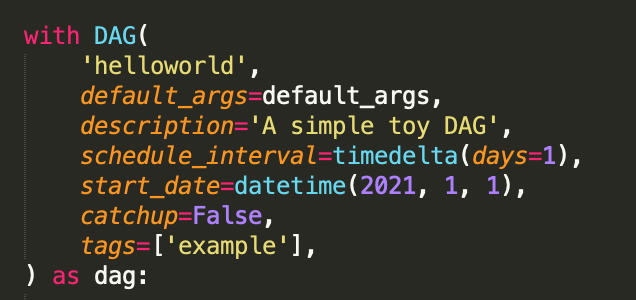 with DAG(
    'helloworld',
    default_args=default_args,
    description='A simple toy DAG',
    schedule_interval=timedelta(days=1),
    start_date=datetime(2021, 1, 1),
    catchup=False,
    tags=['example'],
) as dag: